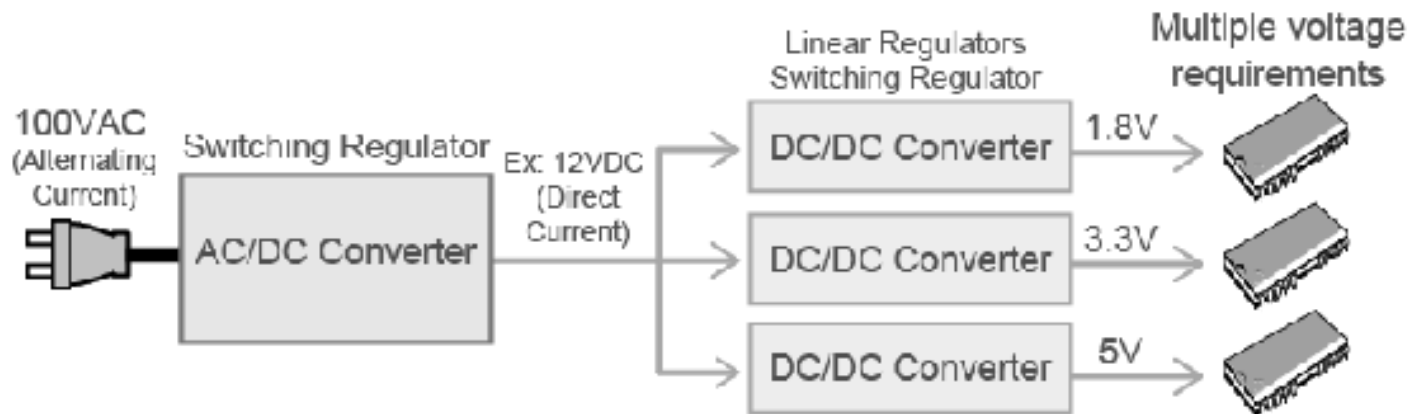 100VAC
(Alternating
Current)
Switching Regulator
AC/DC Converter
Ex: 12VDC
(Direct
Current)
Linear Regulators
Switching Regulator
DC/DC Converter
1.8V
DC/DC Converter
3.3V
DC/DC Converter
5V
Multiple voltage
requirements